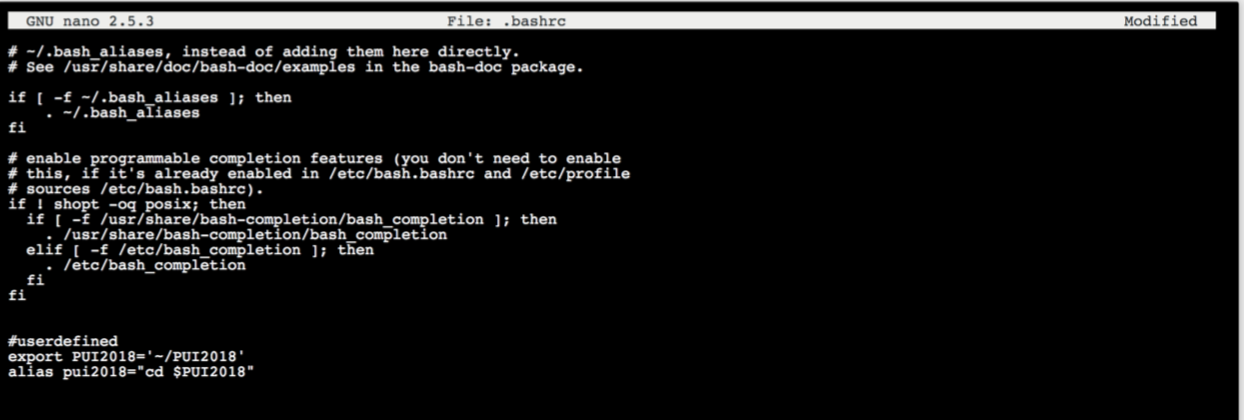 GNU nano 2.5.3 File: .bashrc Modified
# ~/.bash_aliases, instead of adding them here directly.
# See /usr/share/doc/bash-doc/examples in the bash-doc package.
if [ -f ~/.bash_aliases ]; then
. ~/.bash_aliases
fi
# enable programmable completion features (you don't need to enable
# this, if it's already enabled in /etc/bash.bashrc and /etc/profile
# sources /etc/bash.bashrc).
if ! shopt -oq posix; then
if [ -f /usr/share/bash-completion/bash_completion ]; then
. /usr/share/bash-completion/bash_completion
elif [ -f /etc/bash_completion ]; then
. /etc/bash_completion
fi
fi
#userdefined
export PUI2018='~/PUI2018'
alias pui2018="cd $PUI2018"